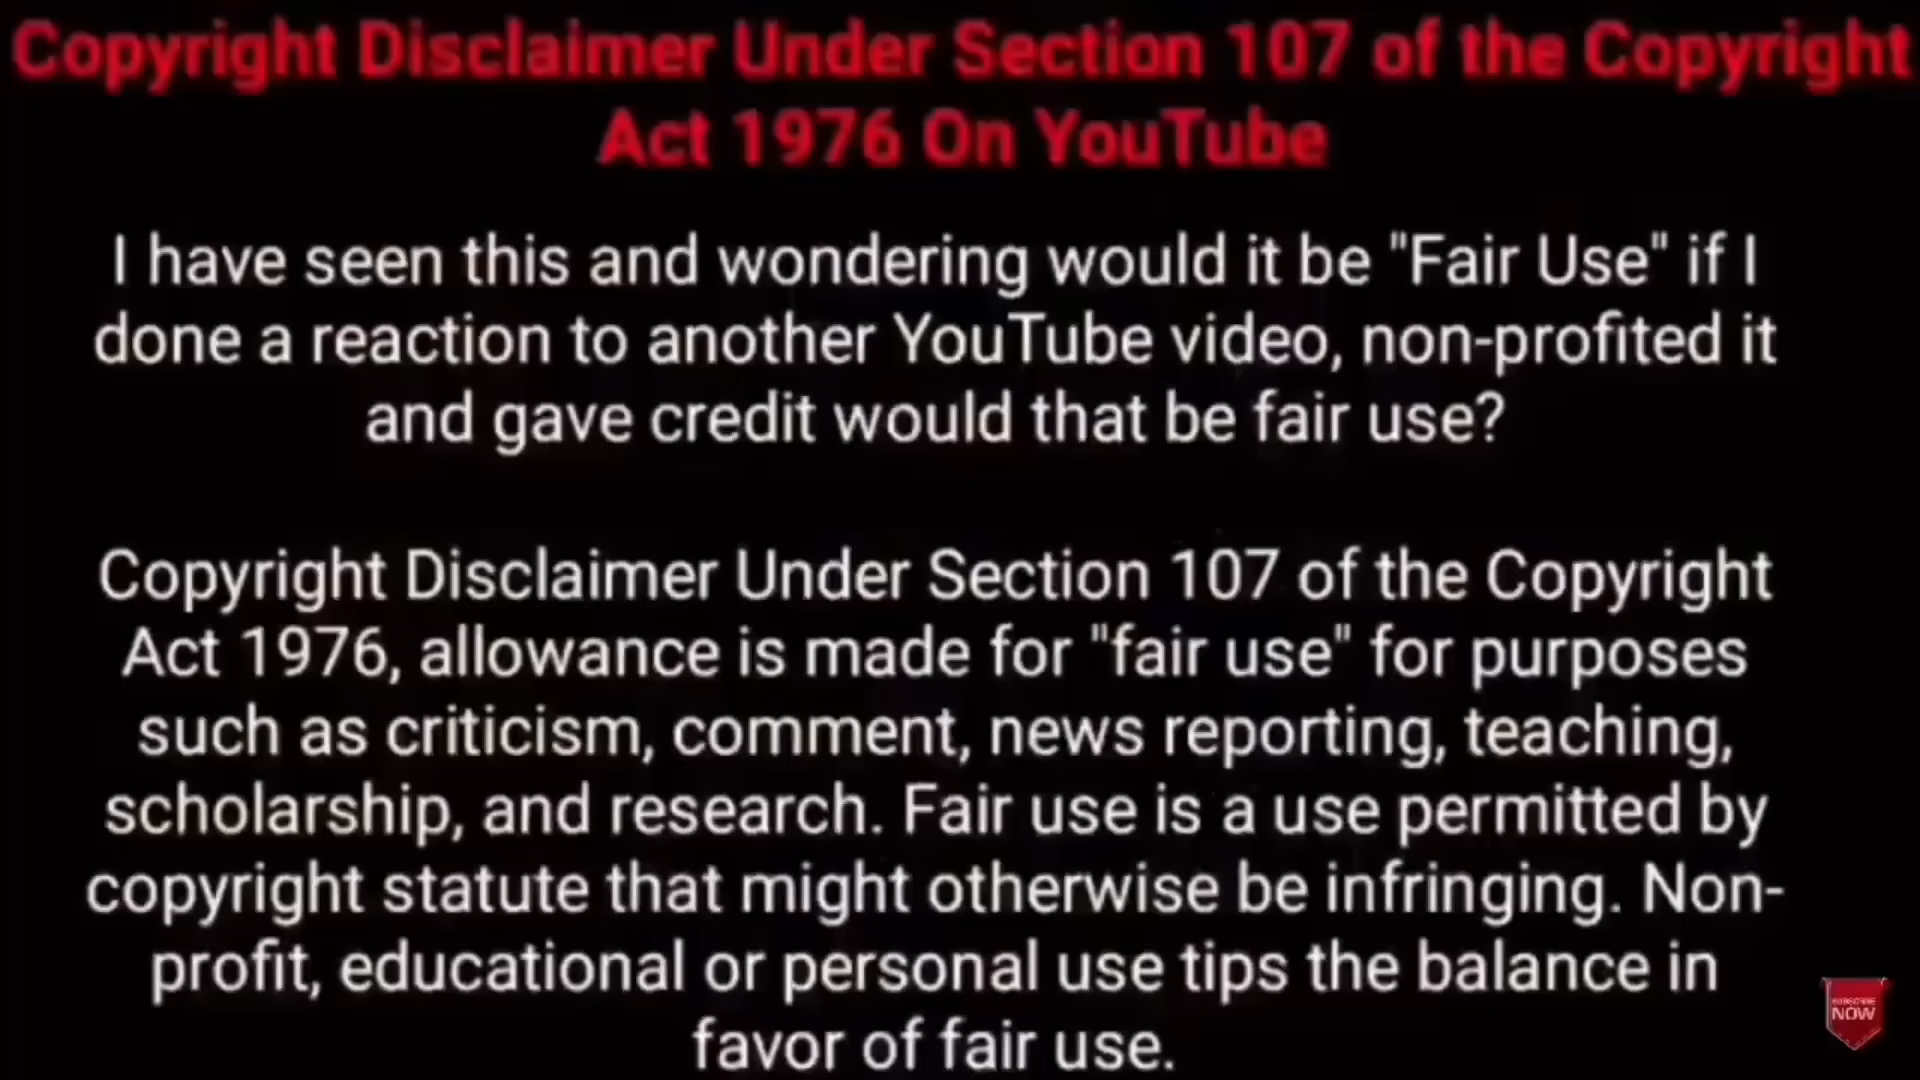 Copyright Disclaimer Under Section 107 of the Copyright
Act 1976 On YouTube
I have seen this and wondering would it be "Fair Use" if I
done a reaction to another YouTube video, non-profited it
and gave credit would that be fair use?
Copyright Disclaimer Under Section 107 of the Copyright
Act 1976, allowance is made for "fair use" for purposes
such as criticism, comment, news reporting, teaching,
scholarship, and research. Fair use is a use permitted by
copyright statute that might otherwise be infringing. Non-
profit, educational or personal use tips the balance in
favor of fair use.
SUBSCRIBE
NOW